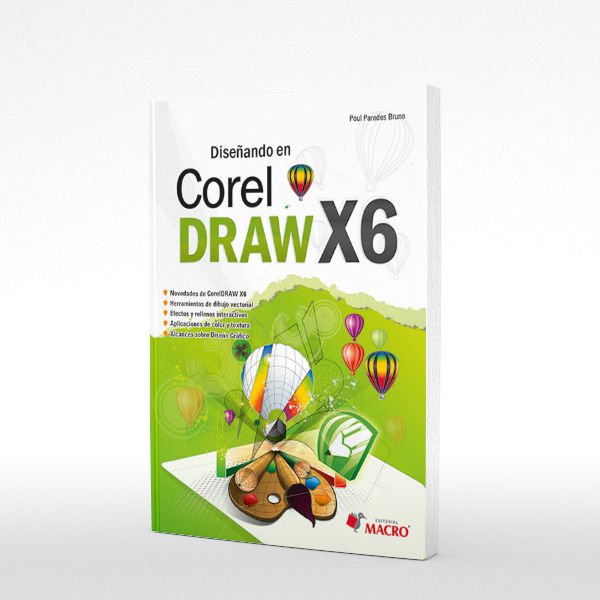 Poul Paredes Bruno
Diseñando en
Corel
DRAW X6
Novedades de CorelDRAW X6
Herramientas de dibujo vectorial
Efectos y rellenos interactivos
Aplicaciones de color y textura
Alcances sobre Diseño Gráfico
EDITORIAL
MACRO®